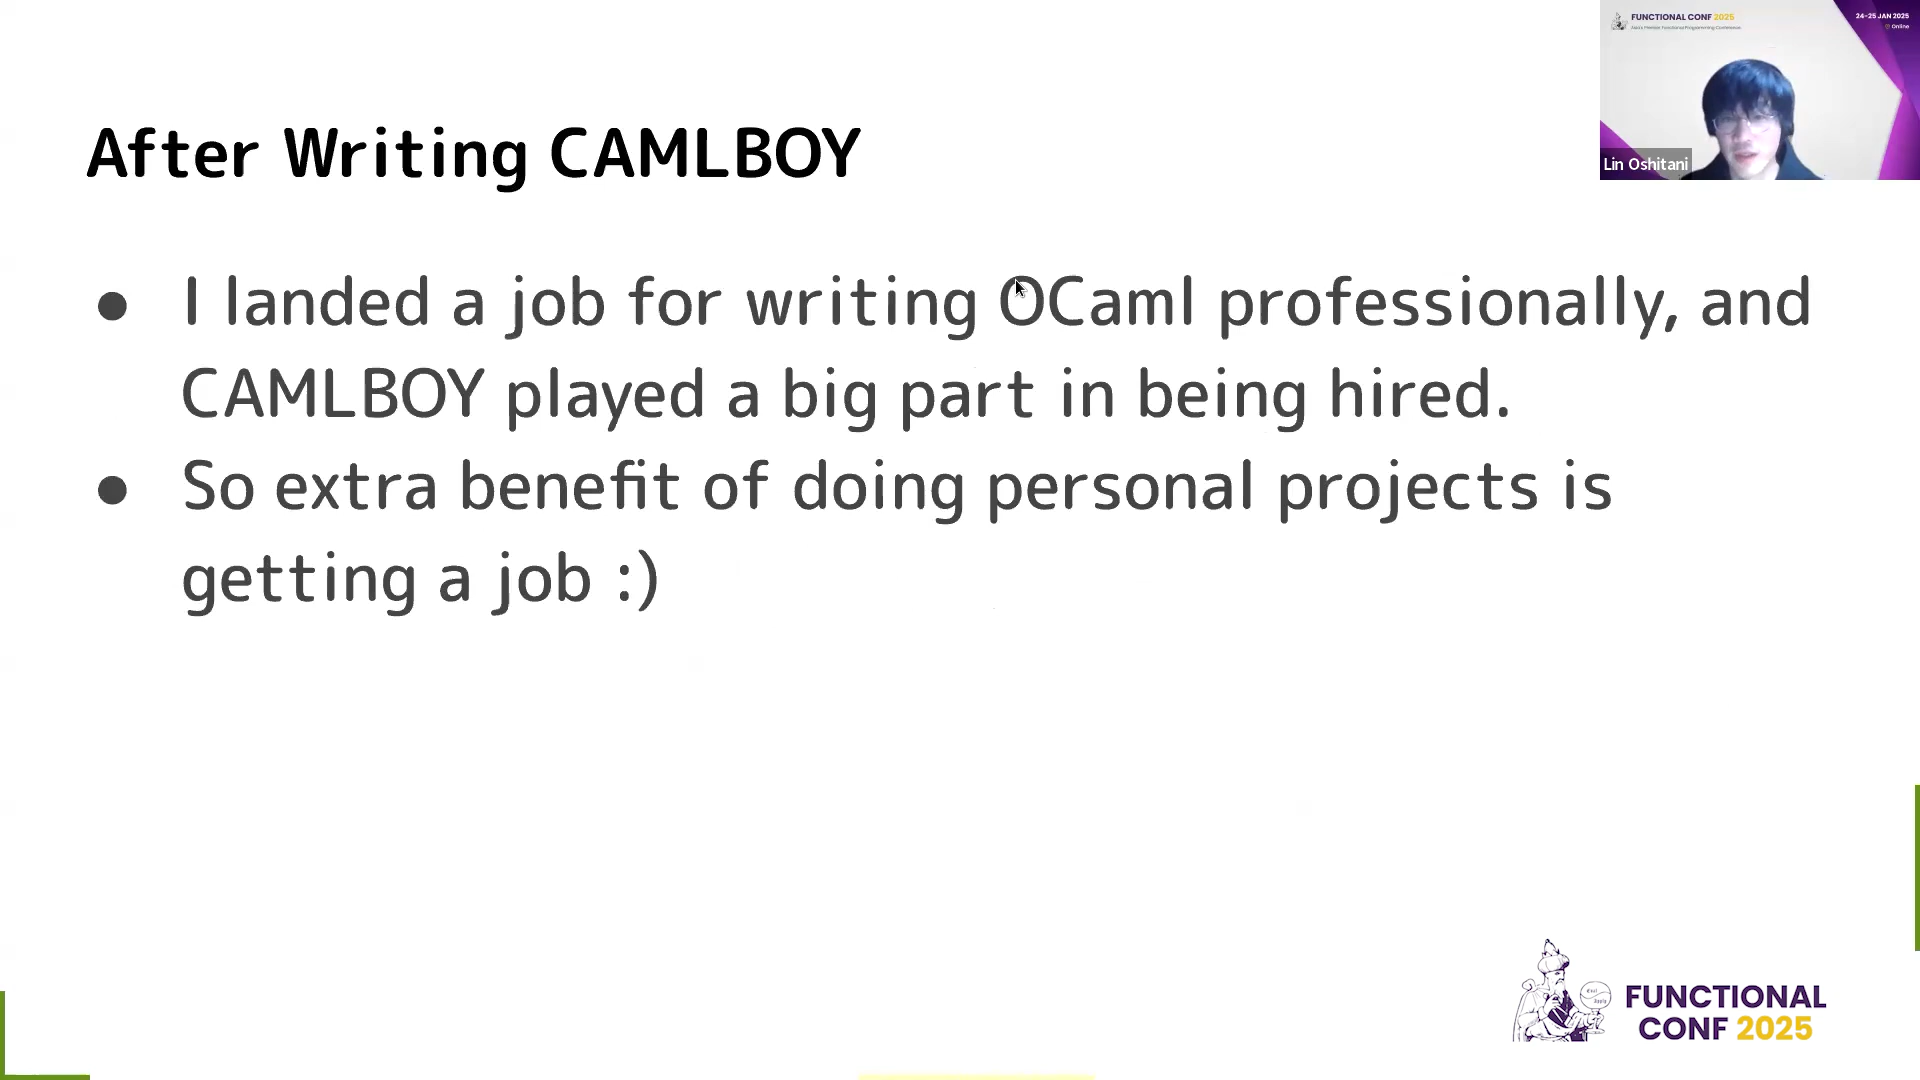 After Writing CAMLBOY
● I landed a job for writing OCaml professionally, and
CAMLBOY played a big part in being hired.
● So extra benefit of doing personal projects is
getting a job :)
FUNCTIONAL CONF 2025
24-25 JAN 2025
Online
Lin Oshitani
FUNCTIONAL
CONF 2025